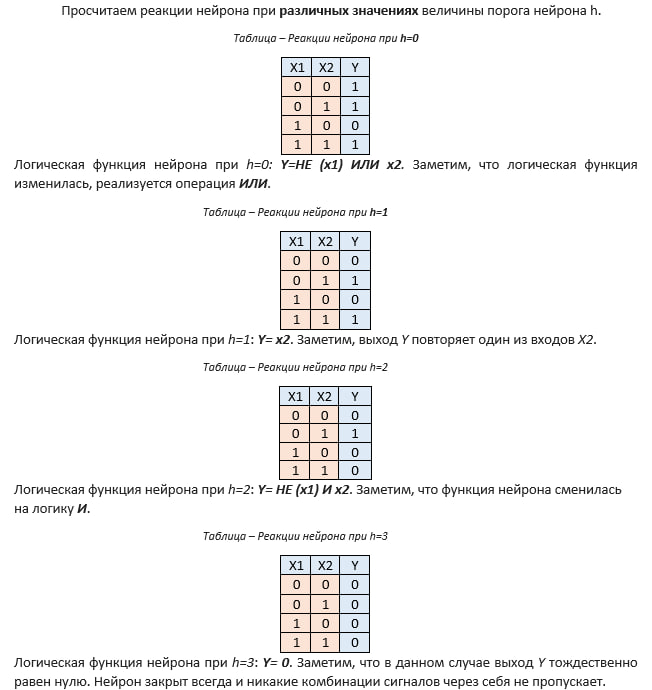 Просчитаем реакции нейрона при различных значениях величины порога нейрона h.
Таблица – Реакции нейрона при h=0
X1 X2 Y
0 0 1
0 1 1
1 0 0
1 1 1
Логическая функция нейрона при h=0: Y=НЕ (x1) ИЛИ x2. Заметим, что логическая функция
изменилась, реализуется операция ИЛИ.
Таблица – Реакции нейрона при h=1
X1 X2 Y
0 0 0
0 1 1
1 0 0
1 1 1
Логическая функция нейрона при h=1: Y= x2. Заметим, выход Y повторяет один из входов X2.
Таблица – Реакции нейрона при h=2
X1 X2 Y
0 0 0
0 1 1
1 0 0
1 1 0
Логическая функция нейрона при h=2: Y= НЕ (x1) И x2. Заметим, что функция нейрона сменилась
на логику И.
Таблица – Реакции нейрона при h=3
X1 X2 Y
0 0 0
0 1 0
1 0 0
1 1 0
Логическая функция нейрона при h=3: Y= 0. Заметим, что в данном случае выход Y тождественно
равен нулю. Нейрон закрыт всегда и никакие комбинации сигналов через себя не пропускает.